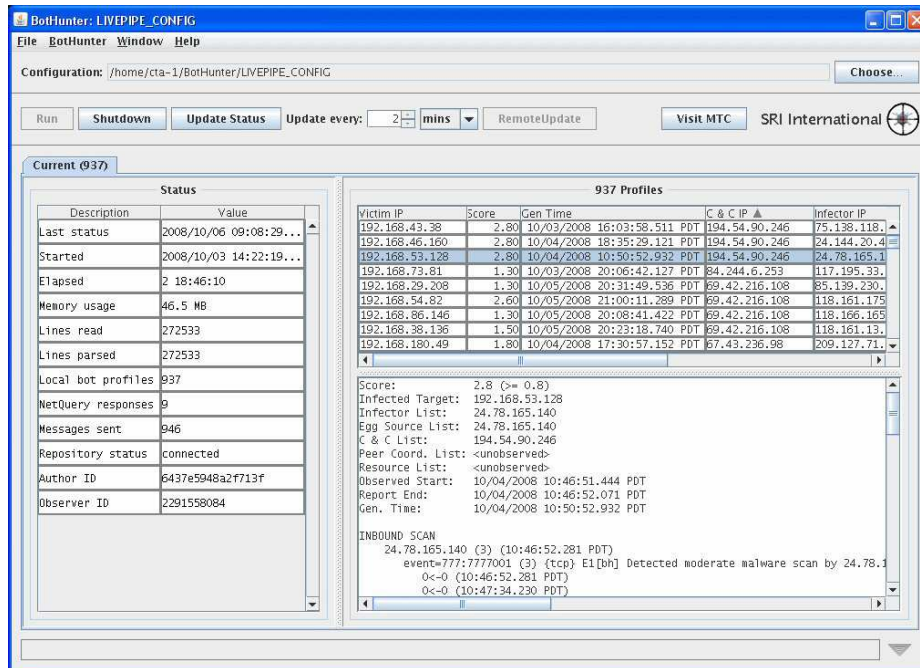 BotHunter: LIVEPIPE_CONFIG
File BotHunter Window Help
Configuration: /home/cta-1/BotHunter/LIVEPIPE_CONFIG Choose...
Run Shutdown Update Status Update every: 2 mins RemoteUpdate Visit MTC SRI International
Current (937)
Status
Description Value
Last status 2008/10/06 09:08:29...
Started 2008/10/03 14:22:19...
Elapsed 2 18:46:10
Memory usage 46.5 MB
Lines read 272533
Lines parsed 272533
Local bot profiles 937
NetQuery responses 9
Messages sent 946
Repository status connected
Author ID 6437e5948a2f713f
Observer ID 2291558084
937 Profiles
Victim IP Score Gen Time C & C IP Infector IP
192.168.43.38 2.80 10/03/2008 16:03:58.511 PDT 194.54.90.246 75.138.118.
192.168.46.160 2.80 10/04/2008 18:35:29.121 PDT 194.54.90.246 24.144.20.4
192.168.53.128 2.80 10/04/2008 10:50:52.932 PDT 194.54.90.246 24.78.165.1
192.168.73.81 1.30 10/03/2008 20:06:42.127 PDT 84.244.6.253 117.195.33.
192.168.29.208 1.30 10/05/2008 20:31:49.536 PDT 69.42.216.108 85.139.230.
192.168.54.82 2.60 10/05/2008 21:00:11.289 PDT 69.42.216.108 118.161.175
192.168.86.146 1.30 10/05/2008 20:08:41.422 PDT 69.42.216.108 118.166.165
192.168.38.136 1.50 10/05/2008 20:23:18.740 PDT 69.42.216.108 118.161.13.
192.168.180.49 1.80 10/04/2008 17:30:57.152 PDT 67.43.236.98 209.127.71.
Score: 2.8 (>= 0.8)
Infected Target: 192.168.53.128
Infector List: 24.78.165.140
Egg Source List: 24.78.165.140
C & C List: 194.54.90.246
Peer Coord. List: <unobserved>
Resource List: <unobserved>
Observed Start: 10/04/2008 10:46:51.444 PDT
Report End: 10/04/2008 10:46:52.071 PDT
Gen. Time: 10/04/2008 10:50:52.932 PDT
INBOUND SCAN
24.78.165.140 (3) (10:46:52.281 PDT)
event=777:7777001 (3) {tcp} E1[bh] Detected moderate malware scan by 24.78.1
0<-0 (10:46:52.281 PDT)
0<-0 (10:47:34.230 PDT)